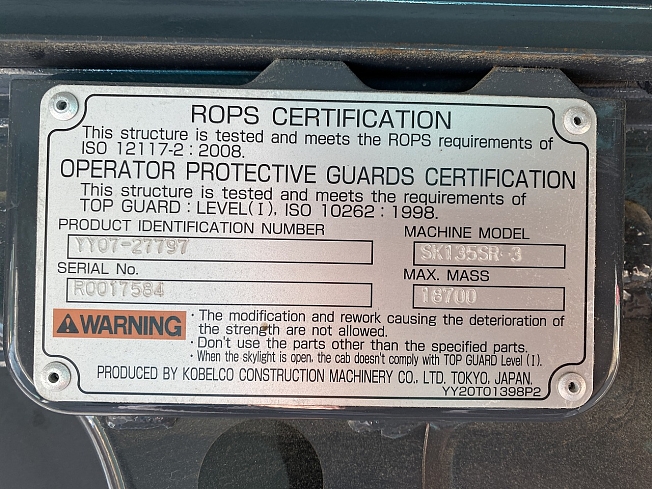 ROPS CERTIFICATION
This structure is tested and meets the ROPS requirements of
ISO 12117-2 : 2008.
OPERATOR PROTECTIVE GUARDS CERTIFICATION
This structure is tested and meets the requirements of
TOP GUARD : LEVEL(I), ISO 10262 : 1998.
PRODUCT IDENTIFICATION NUMBER
YY07-27797
MACHINE MODEL
SK135SR-3
SERIAL No.
R0017584
MAX. MASS
18700
WARNING
· The modification and rework causing the deterioration of
the strength are not allowed.
· Don't use the parts other than the specified parts.
· When the skylight is open, the cab doesn't comply with TOP GUARD Level (I).
PRODUCED BY KOBELCO CONSTRUCTION MACHINERY CO., LTD. TOKYO, JAPAN.
YY20T01398P2